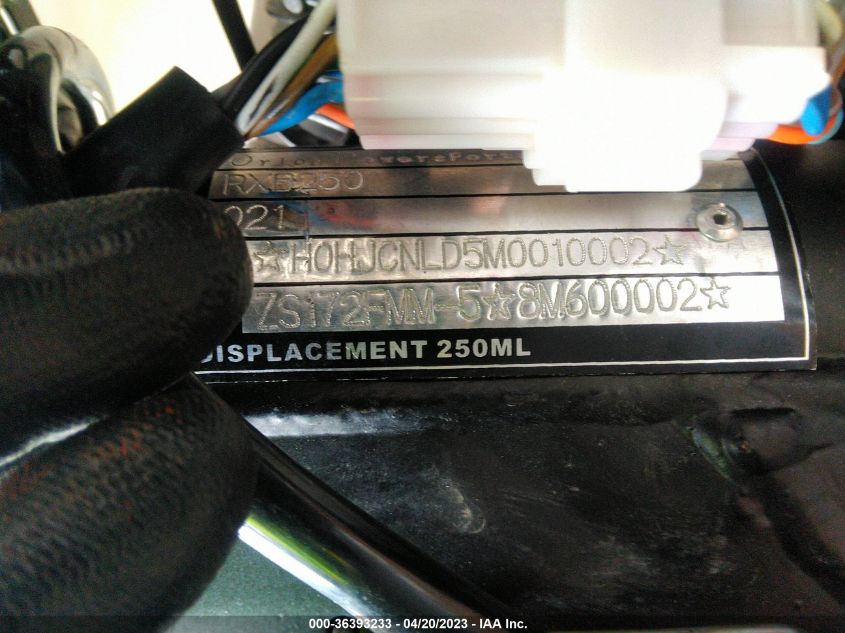 RXB250
021
☆H0HJCNLD5M0010002☆
ZS172FMM-5☆8M600002☆
DISPLACEMENT 250ML
000-36393233 - 04/20/2023 - IAA Inc.